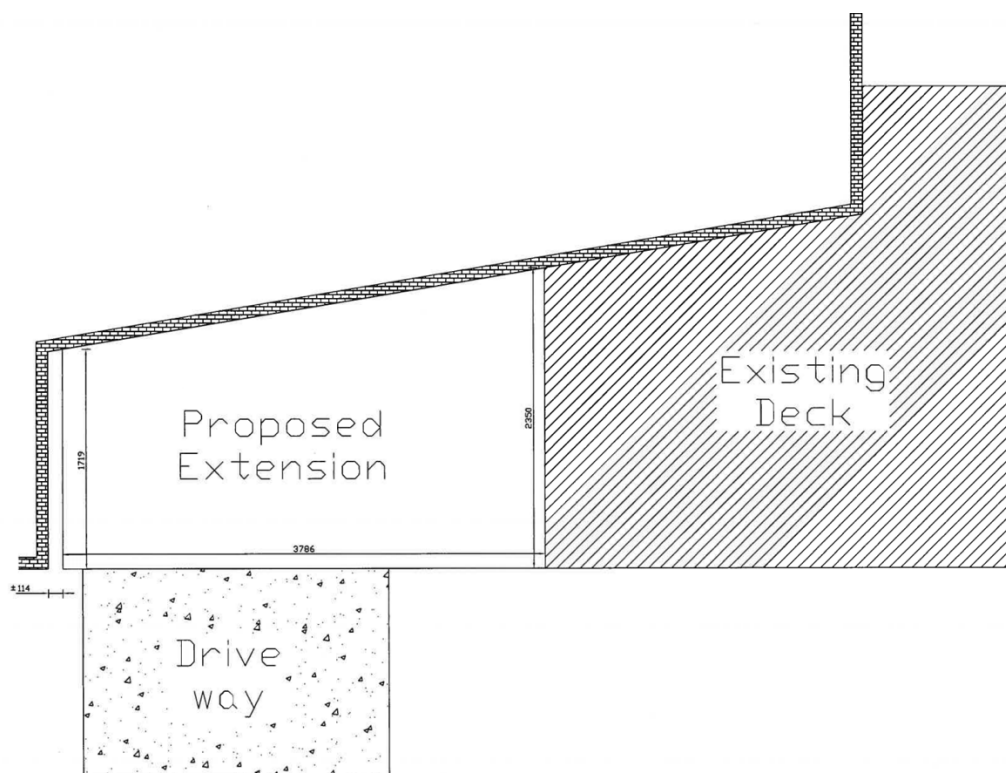 Existing
Deck
Proposed
Extension
1719
2350
3786
±114
Drive
way